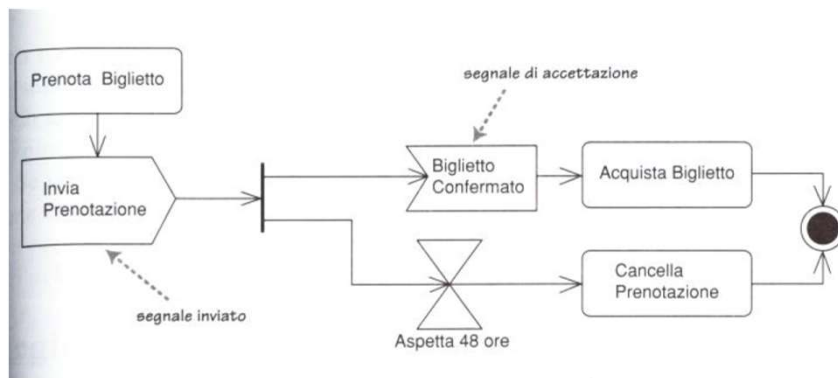 Prenota Biglietto
segnale di accettazione
Invia
Prenotazione
Biglietto
Confermato
Acquista Biglietto
segnale inviato
Aspetta 48 ore
Cancella
Prenotazione